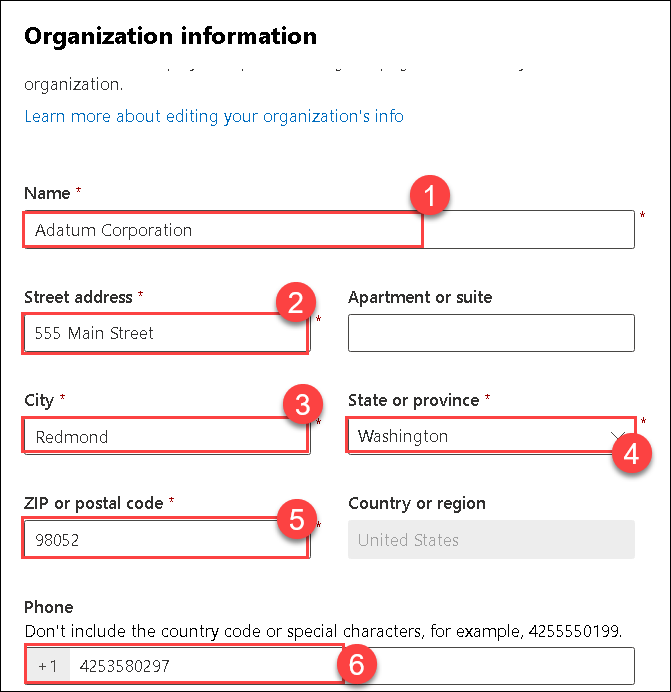 Organization information
organization.
Learn more about editing your organization's info
Name *
1
Adatum Corporation
*
Street address *
2
Apartment or suite
555 Main Street
*
City *
3
State or province *
Redmond
*
Washington
*
4
ZIP or postal code *
5
Country or region
98052
*
United States
Phone
Don't include the country code or special characters, for example, 4255550199.
+1 4253580297
6